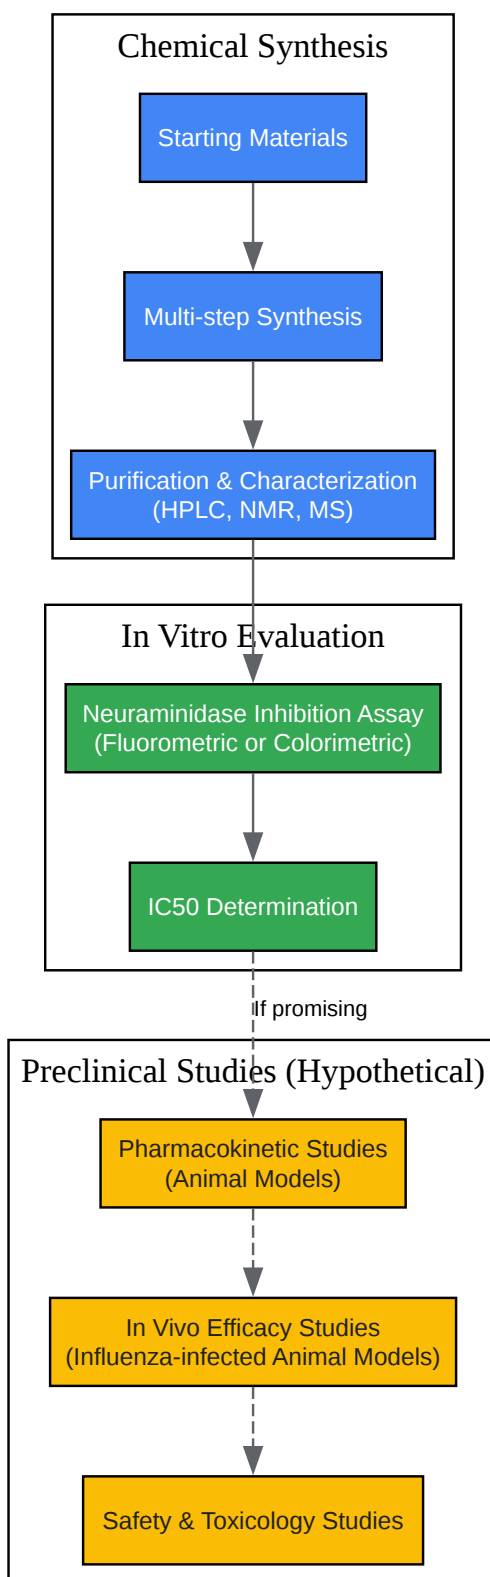 Chemical Synthesis
Starting Materials
Multi-step Synthesis
Purification & Characterization
(HPLC, NMR, MS)
In Vitro Evaluation
Neuraminidase Inhibition Assay
(Fluorometric or Colorimetric)
IC50 Determination
If promising
Preclinical Studies (Hypothetical)
Pharmacokinetic Studies
(Animal Models)
In Vivo Efficacy Studies
(Influenza-infected Animal Models)
Safety & Toxicology Studies